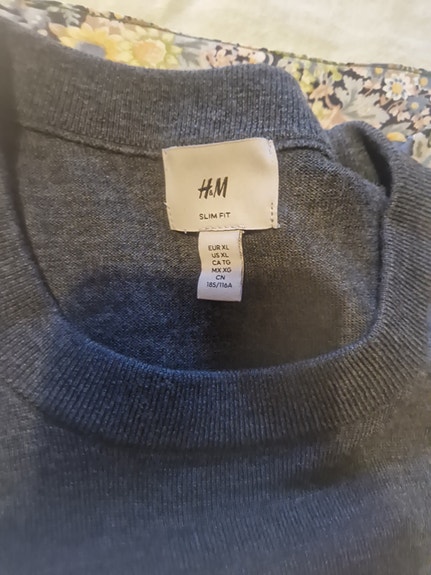 H&M
SLIM FIT
EUR XL
US XL
CA TG
MX XG
CN
185/116A